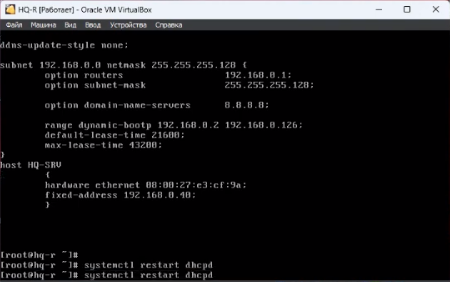 HQ-R [Работает] - Oracle VM VirtualBox
Файл Машина Вид Ввод Устройства Справка
ddns-update-style none;
subnet 192.168.0.0 netmask 255.255.255.128 {
option routers 192.168.0.1;
option subnet-mask 255.255.255.128;
option domain-name-servers 8.8.8.8;
range dynamic-bootp 192.168.0.2 192.168.0.126;
default-lease-time 21600;
max-lease-time 43200;
}
host HQ-SRV
{
hardware ethernet 08:00:27:e3:cf:9a;
fixed-address 192.168.0.40;
}
[root@hq-r ~]#
[root@hq-r ~]# systemctl restart dhcpd
[root@hq-r ~]# systemctl restart dhcpd